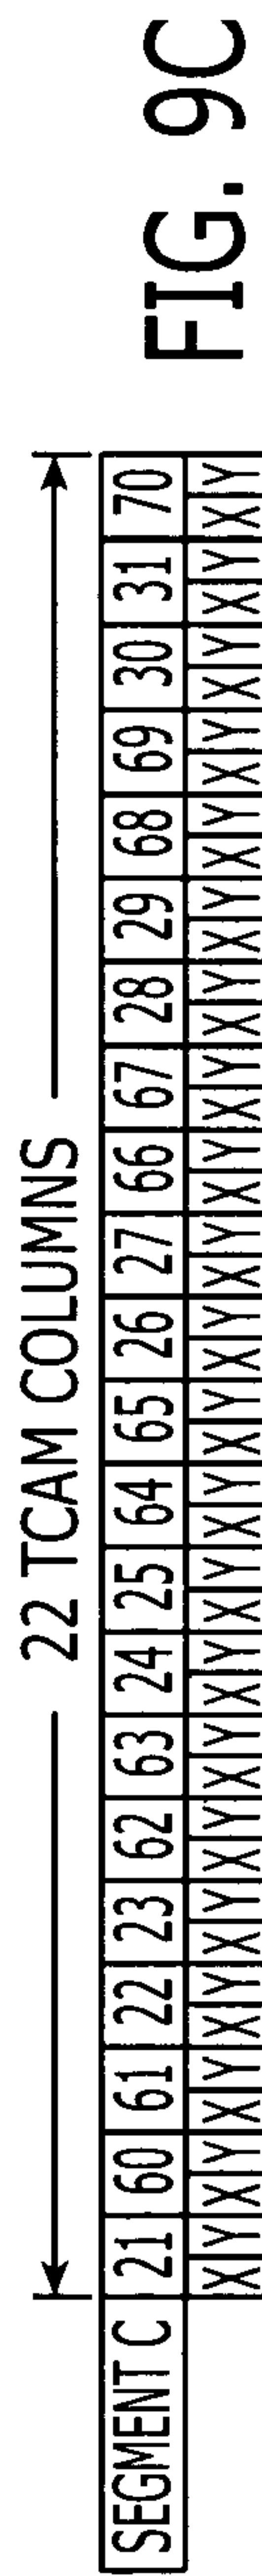 22 TCAM COLUMNS
SEGMENT C 21 60 61 22 23 62 63 24 25 64 65 26 27 66 67 28 29 68 69 30 31 70
X Y X Y X Y X Y X Y X Y X Y X Y X Y X Y X Y X Y X Y X Y X Y X Y X Y X Y X Y X Y X Y X Y
FIG. 9C